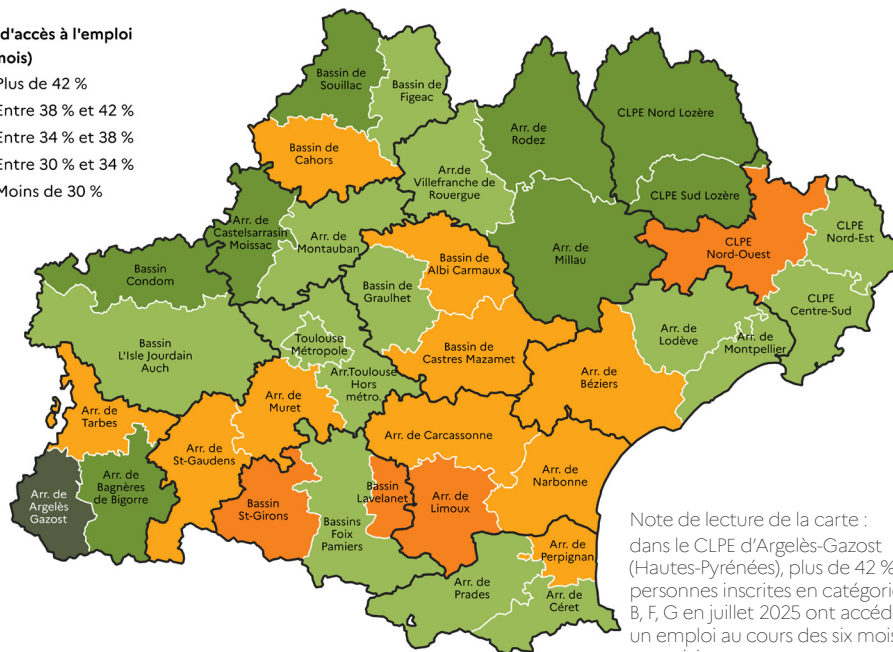 d'accès à l'emploi
mois)
Plus de 42 %
Entre 38 % et 42 %
Entre 34 % et 38 %
Entre 30 % et 34 %
Moins de 30 %
Bassin de
Souillac
Bassin de
Figeac
Bassin de
Cahors
Arr. de
Rodez
CLPE Nord Lozère
Arr.de
Villefranche de
Rouergue
CLPE Sud Lozère
Arr. de
Castelsarrasin
Moissac
Arr. de
Montauban
Bassin de
Albi Carmaux
Arr. de
Millau
CLPE
Nord-Ouest
CLPE
Nord-Est
Bassin
Condom
Bassin de
Graulhet
CLPE
Centre-Sud
Bassin
L'Isle Jourdain
Auch
Toulouse
Métropole
Bassin de
Castres Mazamet
Arr. de
Lodève
Arr. de
Montpellier
Arr.Toulouse
Hors
métro.
Arr. de
Béziers
Arr. de
Tarbes
Arr. de
Muret
Arr. de
St-Gaudens
Arr. de Carcassonne
Arr. de
Narbonne
Arr. de
Argelès
Gazost
Arr. de
Bagnères
de Bigorre
Bassin
St-Girons
Bassin
Lavelanet
Arr. de
Limoux
Bassins
Foix
Pamiers
Arr. de
Perpignan
Arr. de
Prades
Arr. de
Céret
Note de lecture de la carte :
dans le CLPE d'Argelès-Gazost
(Hautes-Pyrénées), plus de 42 %
personnes inscrites en catégorie
B, F, G en juillet 2025 ont accédé
un emploi au cours des six mois